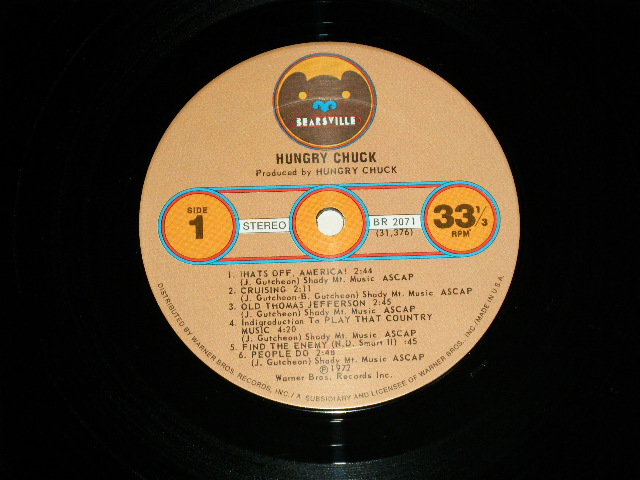 BEARSVILLE
HUNGRY CHUCK
Produced by HUNGRY CHUCK
SIDE
1
STEREO
BR 2071
(31,376)
33 1/3
RPM
1. IHATS OFF, AMERICA! 2:44
(J. Gutcheon) Shady Mt. Music ASCAP
2. CRUISING 2:11
(J. Gutcheon-B. Gutcheon) Shady Mt. Music ASCAP
3. OLD THOMAS JEFFERSON 2:45
(J. Gutcheon) Shady Mt. Music ASCAP
4. Indigroduction To PLAY THAT COUNTRY
MUSIC 4:20
(J. Gutcheon) Shady Mt. Music ASCAP
5. FIND THE ENEMY (N.D. Smart II) :45
6. PEOPLE DO 2:48
(J. Gutcheon) Shady Mt. Music ASCAP
℗1972
Warner Bros. Records Inc.
DISTRIBUTED BY WARNER BROS. RECORDS, INC./A SUBSIDIARY AND LICENSEE OF WARNER BROS. INC./MADE IN U.S.A.